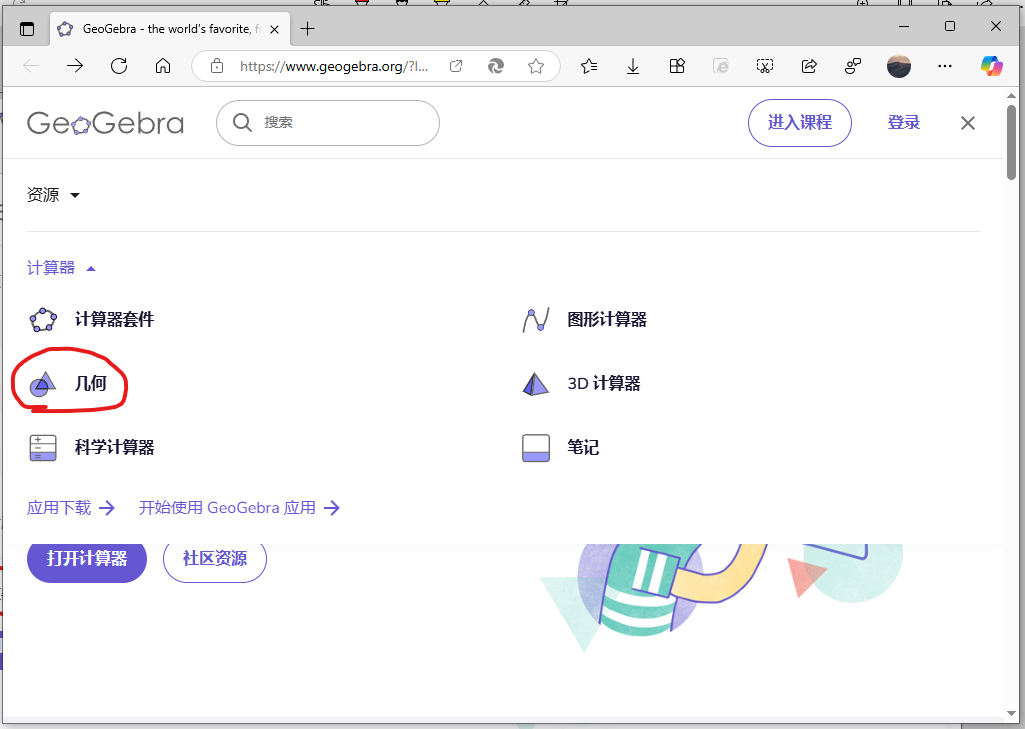 GeoGebra - the world's favorite, f
https://www.geogebra.org/?l...
GeoGebra
搜索
进入课程
登录
资源
计算器
计算器套件
图形计算器
几何
3D 计算器
科学计算器
笔记
应用下载
开始使用 GeoGebra 应用
打开计算器
社区资源